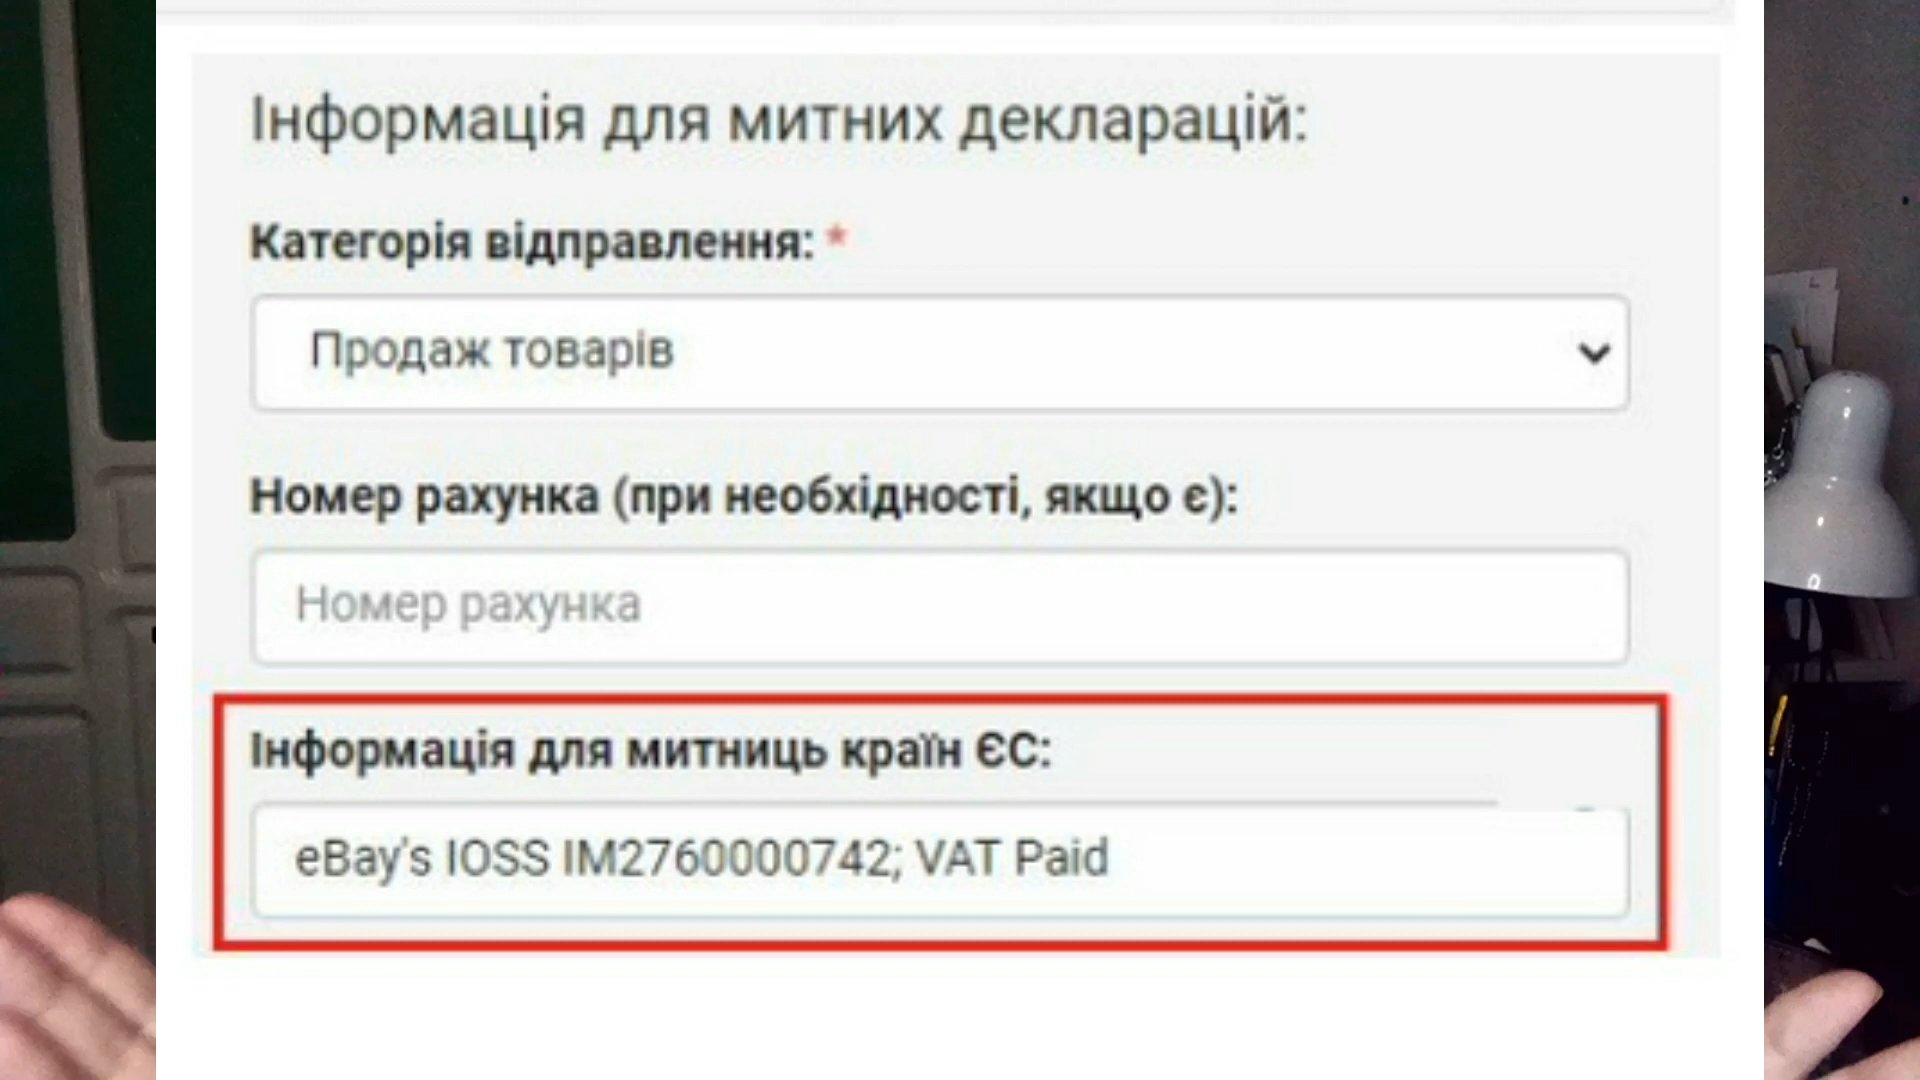 Інформація для митних декларацій:
Категорія відправлення: *
Продаж товарів
Номер рахунка (при необхідності, якщо є):
Номер рахунка
Інформація для митниць країн ЄС:
eBay's IOSS IM2760000742; VAT Paid